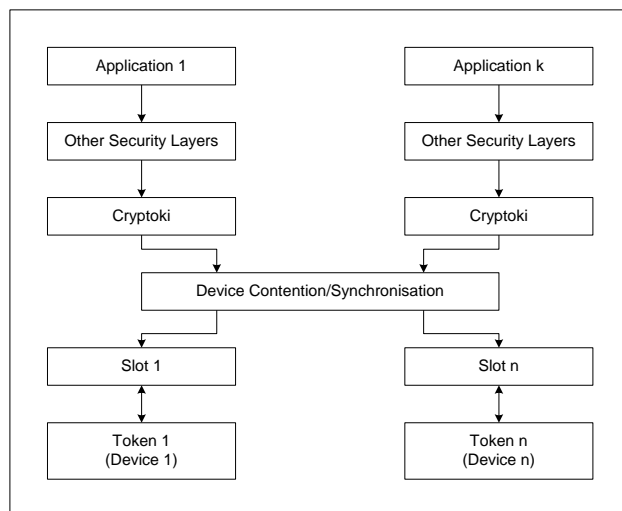 Application 1
Application k
Other Security Layers
Other Security Layers
Cryptoki
Cryptoki
Device Contention/Synchronisation
Slot 1
Slot n
Token 1
(Device 1)
Token n
(Device n)